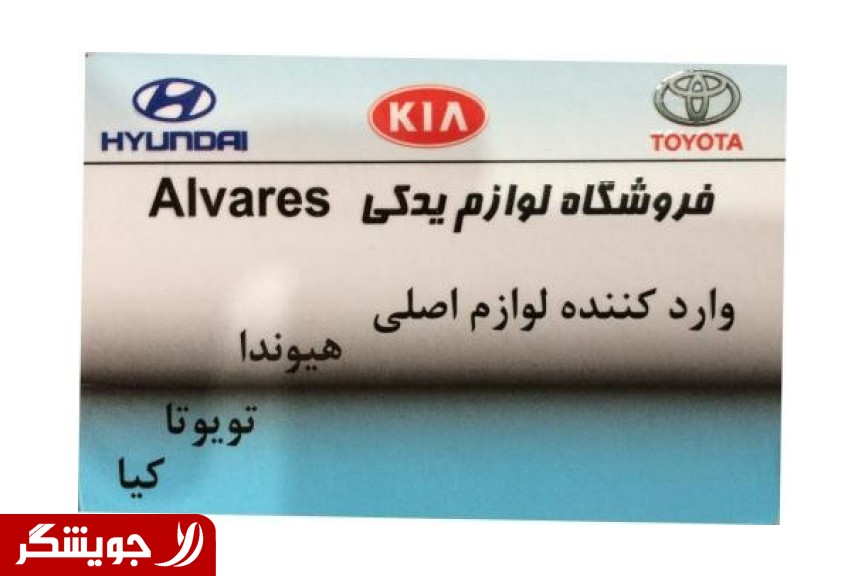 HYUNDAI
KIA
TOYOTA
فروشگاه لوازم یدکی Alvares
وارد کننده لوازم اصلی
هیوندا
تویوتا
کیا
جویشگر